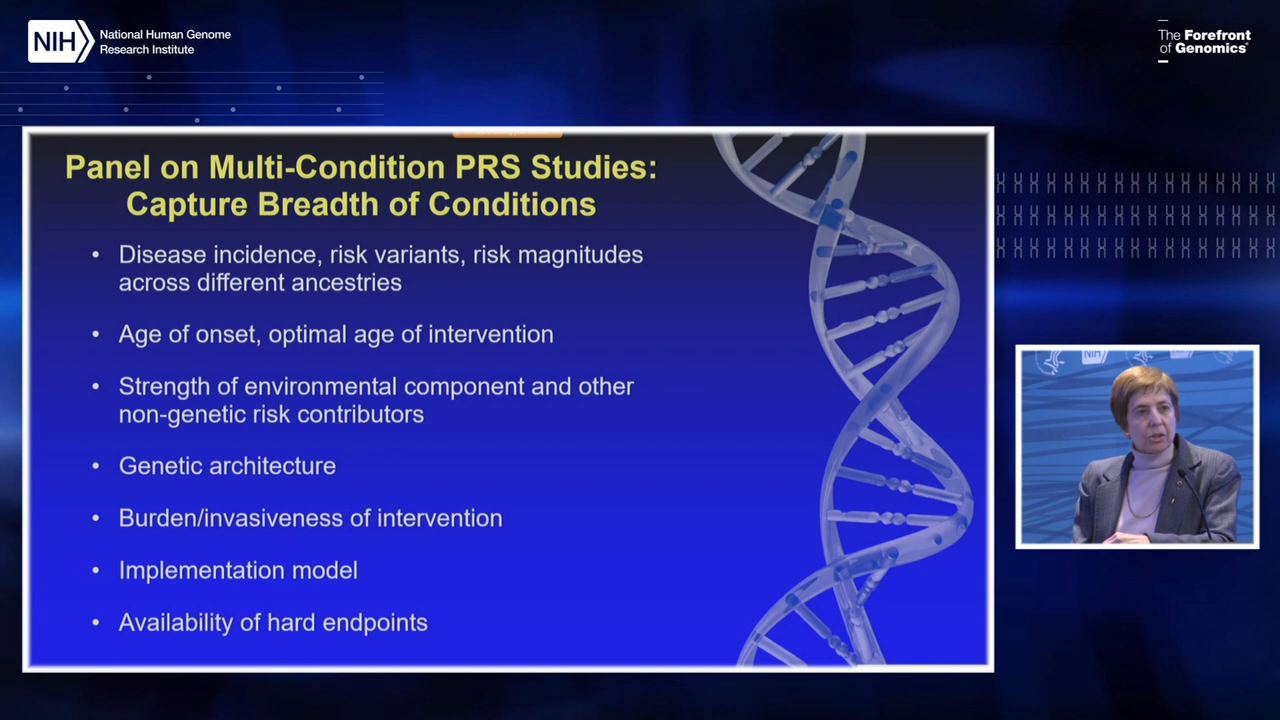 NIH
National Human Genome
Research Institute
The Forefront
of Genomics®
Panel on Multi-Condition PRS Studies:
Capture Breadth of Conditions
• Disease incidence, risk variants, risk magnitudes
across different ancestries
• Age of onset, optimal age of intervention
• Strength of environmental component and other
non-genetic risk contributors
• Genetic architecture
• Burden/invasiveness of intervention
• Implementation model
• Availability of hard endpoints
NIH